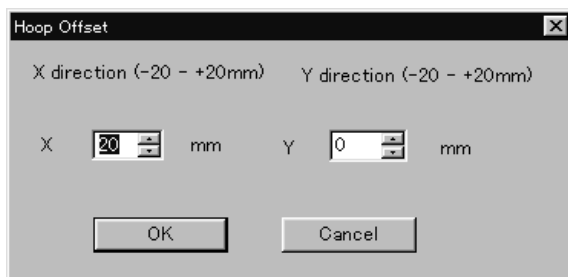 Hoop Offset
X direction (-20 - +20mm) Y direction (-20 - +20mm)
X 20 mm Y 0 mm
OK Cancel